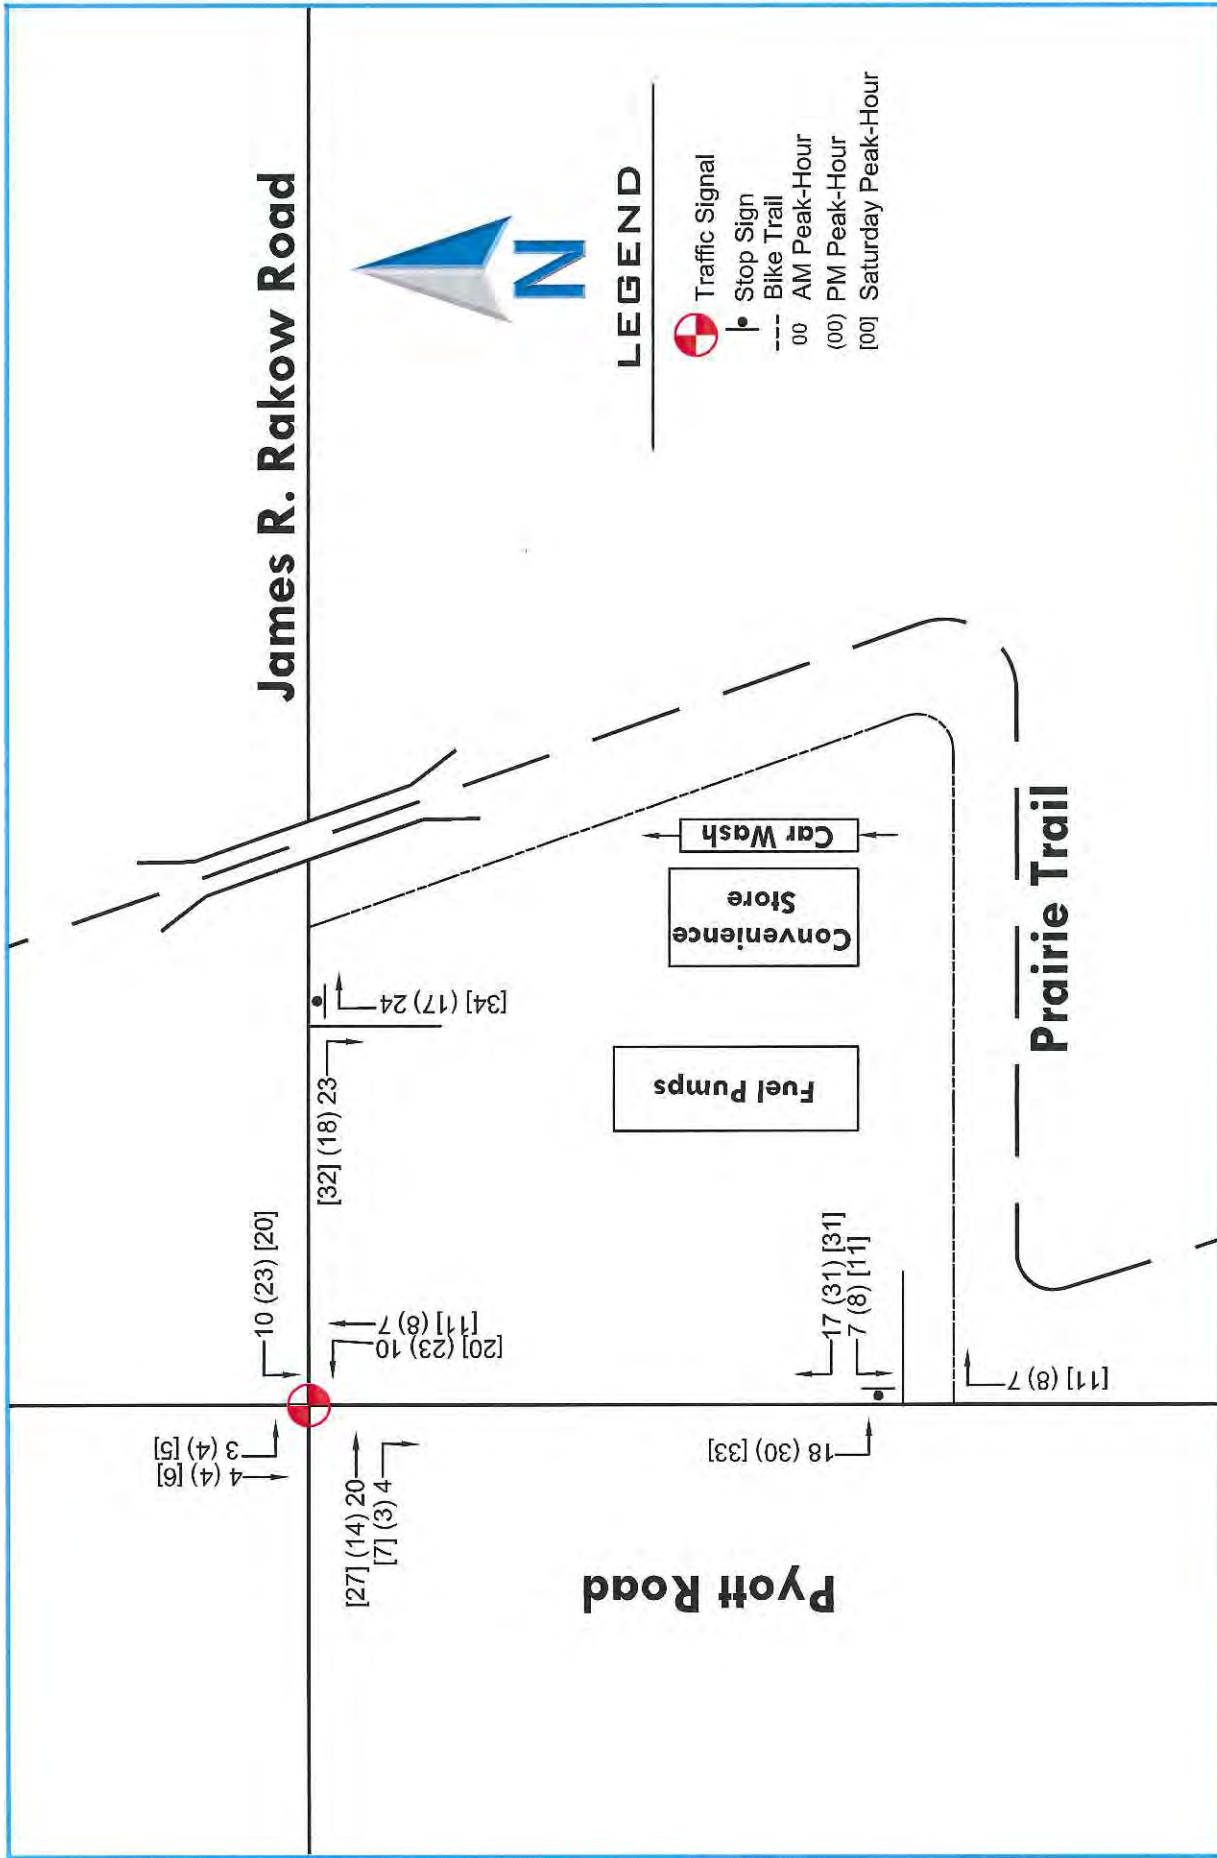 James R. Rakow Road
N
LEGEND
Traffic Signal
Stop Sign
--- Bike Trail
00 AM Peak-Hour
(00) PM Peak-Hour
[00] Saturday Peak-Hour
4 (4) [6]
3 (4) [5]
10 (23) [20]
[27] (14) 20
[7] (3) 4
[20] (23) 10
[11] (8) 7
[32] (18) 23
[34] (17) 24
Pyott Road
18 (30) [33]
17 (31) [31]
7 (8) [11]
[11] (8) 7
Fuel Pumps
Convenience
Store
Car Wash
Prairie Trail